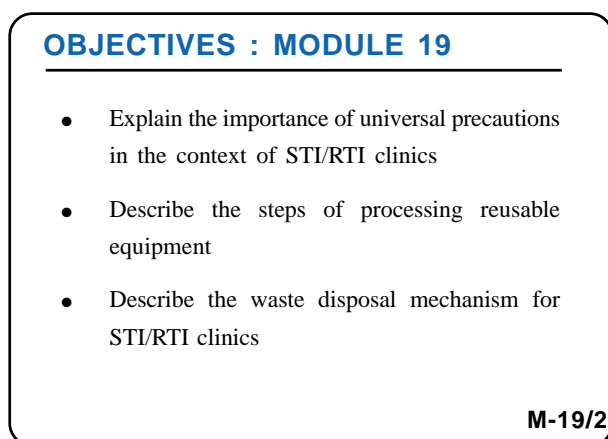 OBJECTIVES : MODULE 19
● Explain the importance of universal precautions
in the context of STI/RTI clinics
● Describe the steps of processing reusable
equipment
● Describe the waste disposal mechanism for
STI/RTI clinics
M-19/2